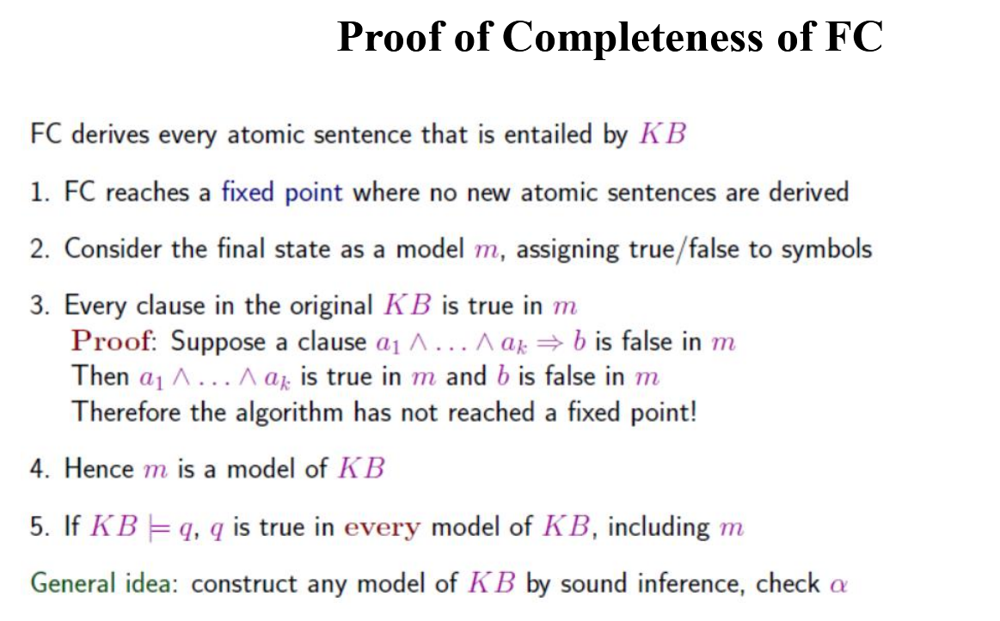 Proof of Completeness of FC
FC derives every atomic sentence that is entailed by KB
1. FC reaches a fixed point where no new atomic sentences are derived
2. Consider the final state as a model m, assigning true/false to symbols
3. Every clause in the original KB is true in m
Proof: Suppose a clause a₁ ∧ . . . ∧ aₖ ⇒ b is false in m
Then a₁ ∧ . . . ∧ aₖ is true in m and b is false in m
Therefore the algorithm has not reached a fixed point!
4. Hence m is a model of KB
5. If KB ⊨ q, q is true in every model of KB, including m
General idea: construct any model of KB by sound inference, check α